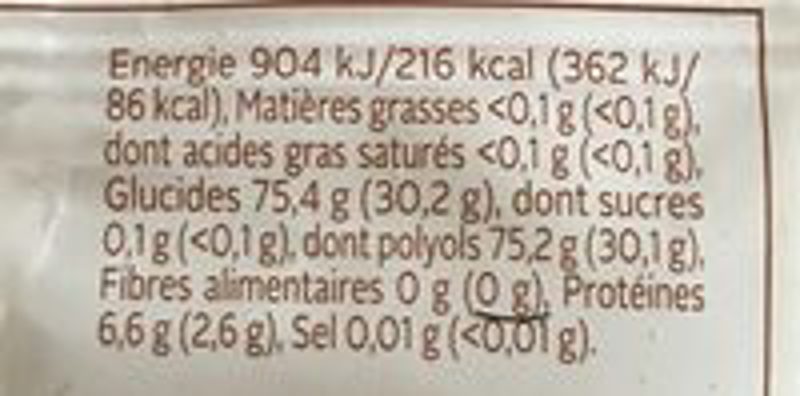 Energie 904 kJ/216 kcal (362 kJ/
86 kcal), Matières grasses <0,1 g (<0,1 g),
dont acides gras saturés <0,1 g (<0,1 g),
Glucides 75,4 g (30,2 g), dont sucres
0,1 g (<0,1 g), dont polyols 75,2 g (30,1 g),
Fibres alimentaires 0 g (0 g), Protéines
6,6 g (2,6 g), Sel 0,01 g (<0,01 g).